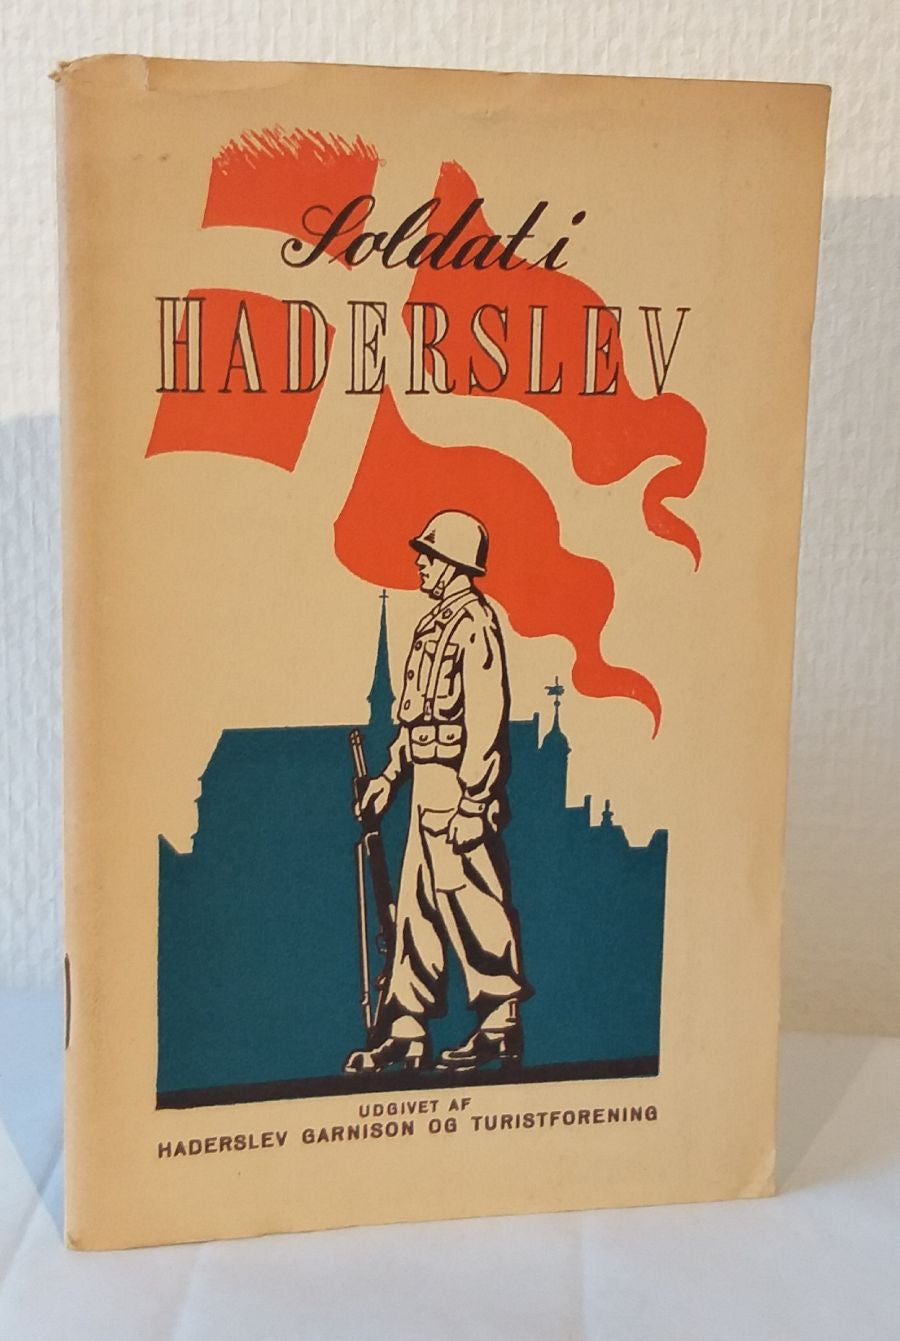 Soldat i
HADERSLEV
UDGIVET AF
HADERSLEV GARNISON OG TURISTFORENING